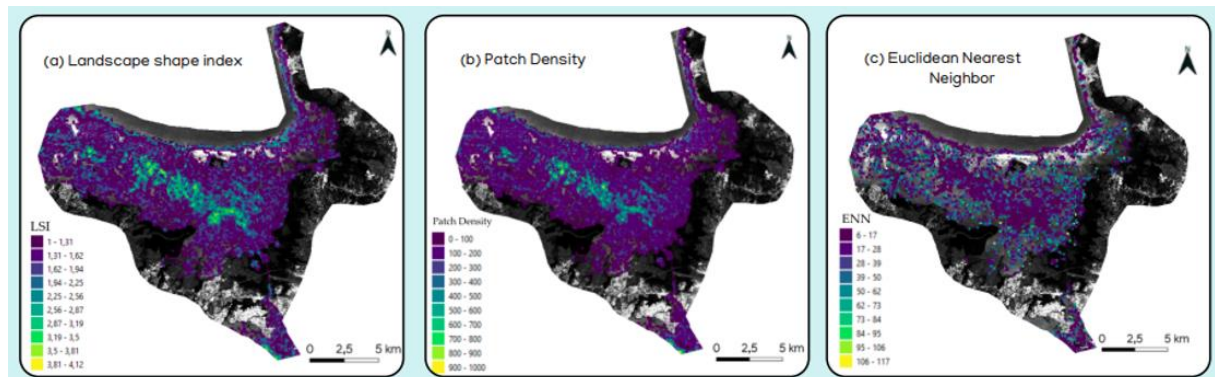 (a) Landscape shape index
N
LSI
1 - 1,31
1,31 - 1,62
1,62 - 1,94
1,94 - 2,25
2,25 - 2,56
2,56 - 2,87
2,87 - 3,19
3,19 - 3,5
3,5 - 3,81
3,81 - 4,12
0 2,5 5 km
(b) Patch Density
N
Patch Density
0 - 100
100 - 200
200 - 300
300 - 400
400 - 500
500 - 600
600 - 700
700 - 800
800 - 900
900 - 1000
0 2,5 5 km
(c) Euclidean Nearest
Neighbor
N
ENN
6 - 17
17 - 28
28 - 39
39 - 50
50 - 62
62 - 73
73 - 84
84 - 95
95 - 106
106 - 117
0 2,5 5 km